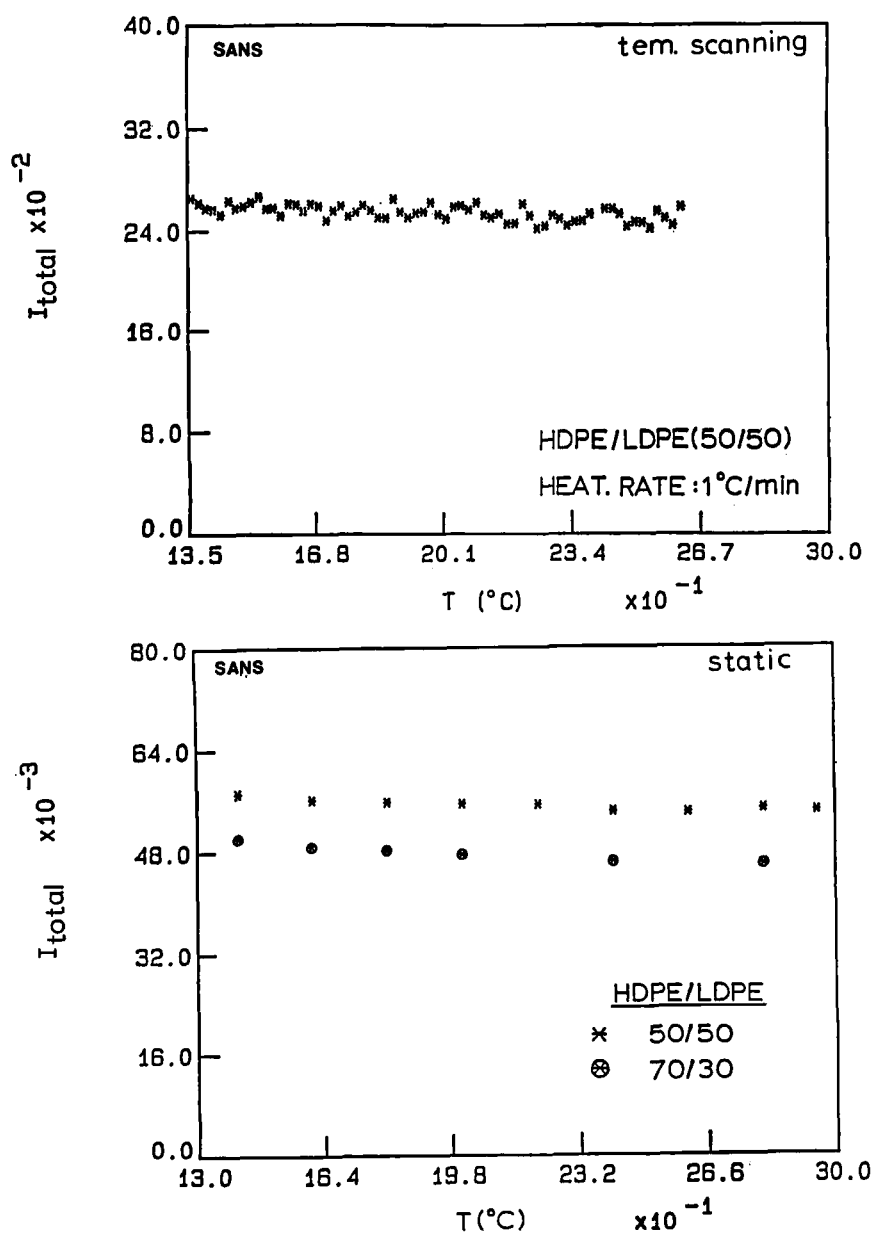 40.0
SANS
tem. scanning
32.0
I_total x10^-2
24.0
16.0
8.0
HDPE/LDPE(50/50)
HEAT. RATE :1°C/min
0.0
13.5 16.8 20.1 23.4 26.7 30.0
T (°C) x10^-1
80.0
SANS
static
64.0
I_total x10^-3
48.0
32.0
HDPE/LDPE
50/50
16.0
70/30
0.0
13.0 16.4 19.8 23.2 26.6 30.0
T(°C) x10^-1